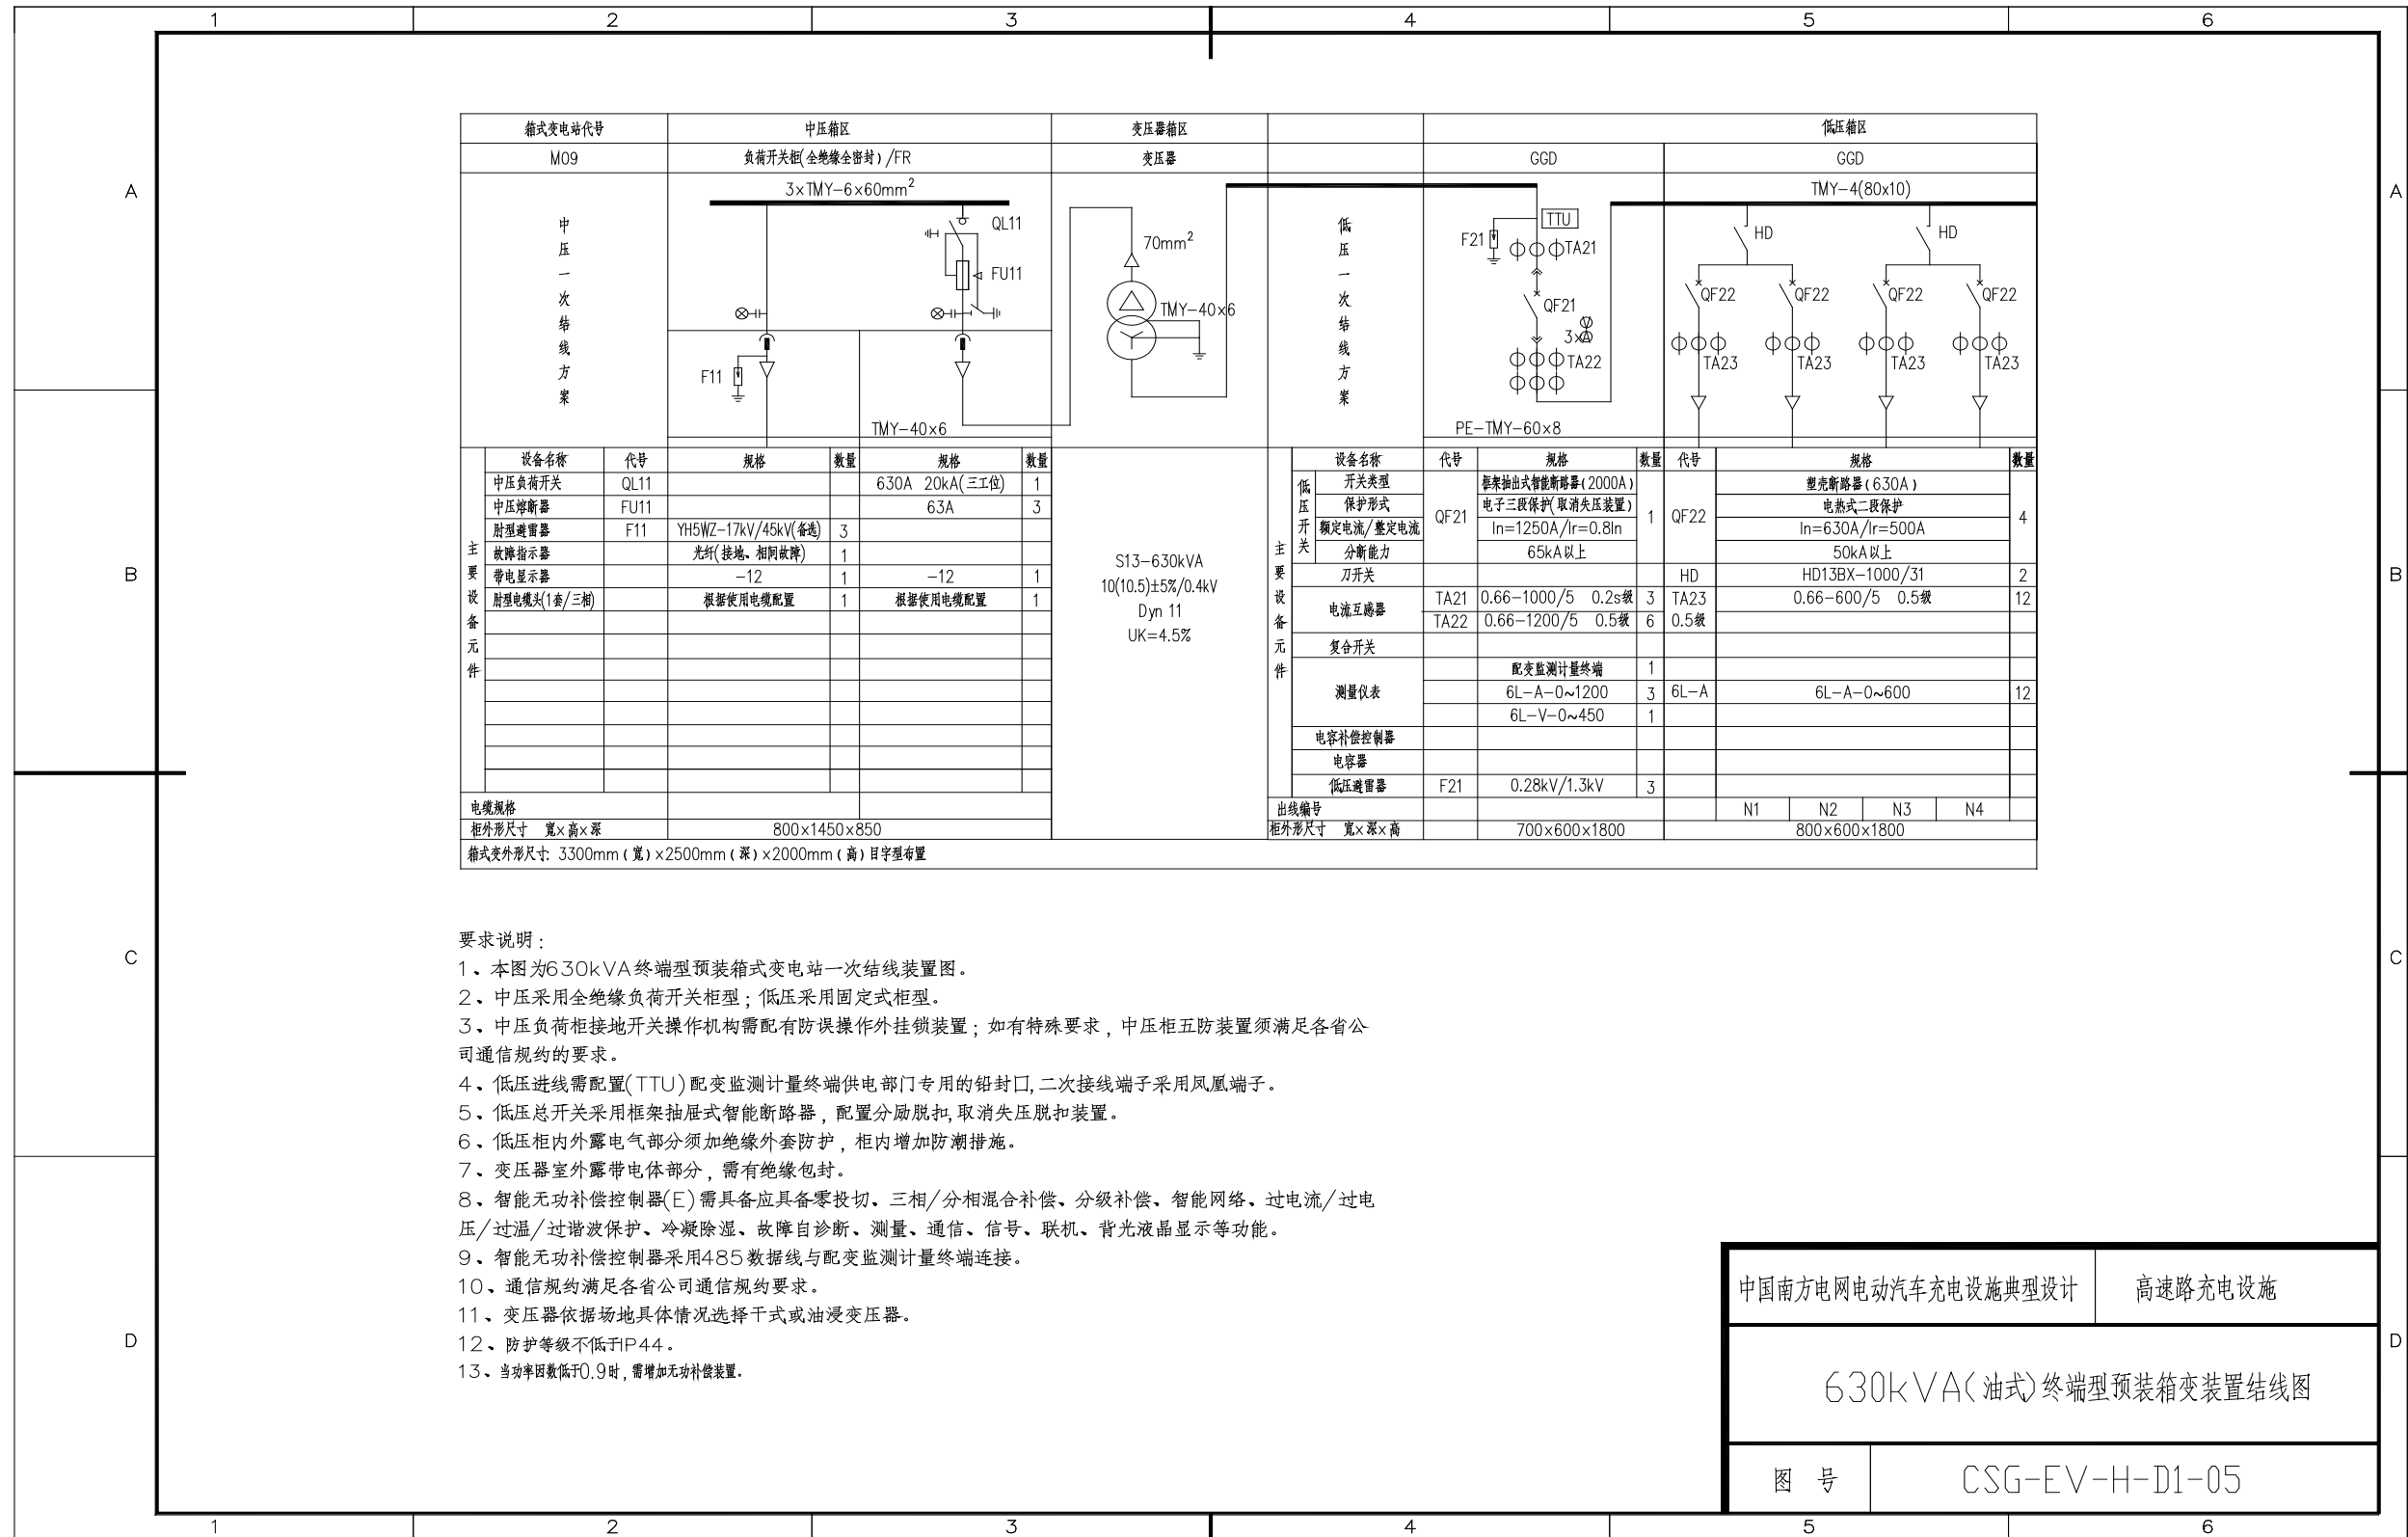 1 2 3 4 5 6
A A
B B
C C
D D
箱式变电站代号 中压箱区 变压器箱区 低压箱区
M09 负荷开关柜(全绝缘全密封)/FR 变压器 GGD GGD
中压一次结线方案
3xTMY-6x60mm²
QL11
FU11
F11
TMY-40x6
70mm²
TMY-40x6
低压一次结线方案
TTU
F21
TA21
QF21
3xA
V
TA22
PE-TMY-60x8
TMY-4(80x10)
HD HD
QF22 QF22 QF22 QF22
TA23 TA23 TA23 TA23
主要设备元件
设备名称 代号 规格 数量 规格 数量
中压负荷开关 QL11 630A 20kA(三工位) 1
中压熔断器 FU11 63A 3
肘型避雷器 F11 YH5WZ-17kV/45kV(备选) 3
故障指示器 光纤(接地、相间故障) 1
带电显示器 -12 1 -12 1
肘型电缆头(1套/三相) 根据使用电缆配置 1 根据使用电缆配置 1
电缆规格
柜外形尺寸 宽x高x深 800x1450x850
箱式变外形尺寸: 3300mm(宽)x2500mm(深)x2000mm(高)目字型布置
S13-630kVA
10(10.5)±5%/0.4kV
Dyn 11
UK=4.5%
主要设备元件
设备名称 代号 规格 数量 代号 规格 数量
低压开关
开关类型 QF21 框架抽出式智能断路器(2000A) 1 QF22 塑壳断路器(630A) 4
保护形式 电子三段保护(取消失压装置) 电热式二段保护
额定电流/整定电流 In=1250A/Ir=0.8In In=630A/Ir=500A
分断能力 65kA以上 50kA以上
刀开关 HD HD13BX-1000/31 2
电流互感器 TA21 0.66-1000/5 0.2s级 3 TA23 0.66-600/5 0.5级 12
TA22 0.66-1200/5 0.5级 6 0.5级
复合开关
测量仪表 配变监测计量终端 1
6L-A-0~1200 3 6L-A 6L-A-0~600 12
6L-V-0~450 1
电容补偿控制器
电容器
低压避雷器 F21 0.28kV/1.3kV 3
出线编号 N1 N2 N3 N4
柜外形尺寸 宽x深x高 700x600x1800 800x600x1800
要求说明:
1、本图为630kVA终端型预装箱式变电站一次结线装置图。
2、中压采用全绝缘负荷开关柜型;低压采用固定式柜型。
3、中压负荷柜接地开关操作机构需配有防误操作外挂锁装置;如有特殊要求,中压柜五防装置须满足各省公
司通信规约的要求。
4、低压进线需配置(TTU)配变监测计量终端供电部门专用的铅封口,二次接线端子采用凤凰端子。
5、低压总开关采用框架抽屉式智能断路器,配置分励脱扣,取消失压脱扣装置。
6、低压柜内外露电气部分须加绝缘外套防护,柜内增加防潮措施。
7、变压器室外露带电体部分,需有绝缘包封。
8、智能无功补偿控制器(E)需具备应具备零投切、三相/分相混合补偿、分级补偿、智能网络、过电流/过电
压/过温/过谐波保护、冷凝除湿、故障自诊断、测量、通信、信号、联机、背光液晶显示等功能。
9、智能无功补偿控制器采用485数据线与配变监测计量终端连接。
10、通信规约满足各省公司通信规约要求。
11、变压器依据场地具体情况选择干式或油浸变压器。
12、防护等级不低于IP44。
13、当功率因数低于0.9时,需增加无功补偿装置。
中国南方电网电动汽车充电设施典型设计 高速路充电设施
630kVA(油式)终端型预装箱变装置结线图
图 号 CSG-EV-H-D1-05
1 2 3 4 5 6